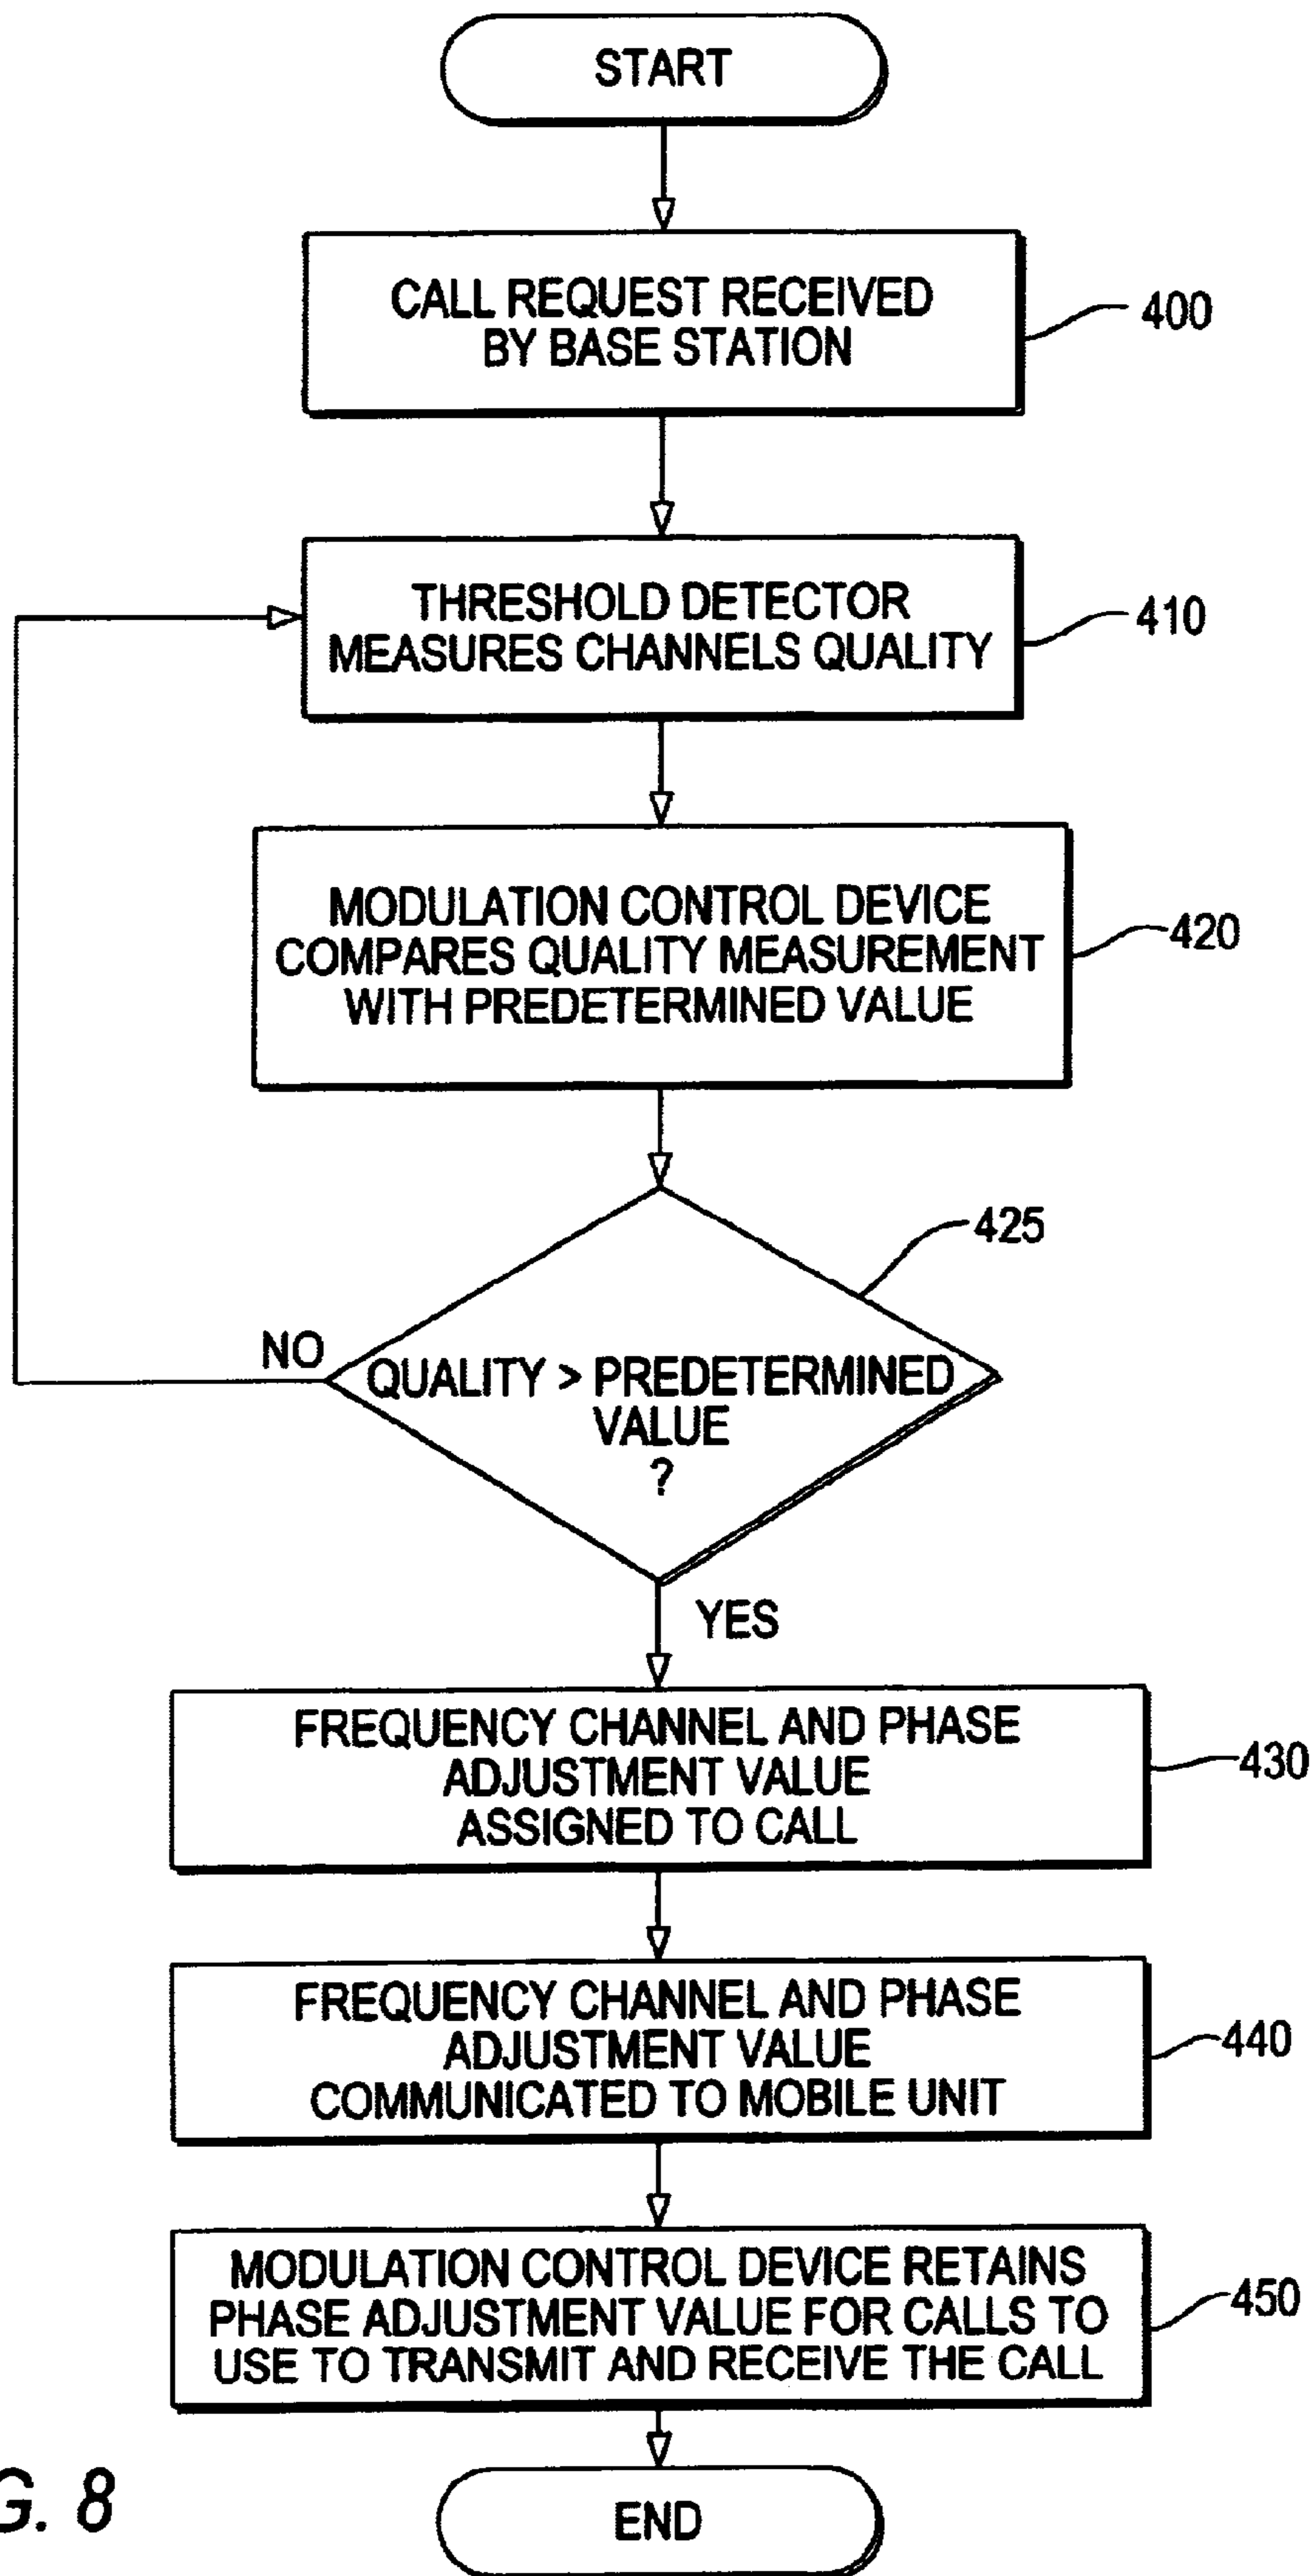 START
CALL REQUEST RECEIVED
BY BASE STATION
400
THRESHOLD DETECTOR
MEASURES CHANNELS QUALITY
410
MODULATION CONTROL DEVICE
COMPARES QUALITY MEASUREMENT
WITH PREDETERMINED VALUE
420
425
NO
QUALITY > PREDETERMINED
VALUE
?
YES
FREQUENCY CHANNEL AND PHASE
ADJUSTMENT VALUE
ASSIGNED TO CALL
430
FREQUENCY CHANNEL AND PHASE
ADJUSTMENT VALUE
COMMUNICATED TO MOBILE UNIT
440
MODULATION CONTROL DEVICE RETAINS
PHASE ADJUSTMENT VALUE FOR CALLS TO
USE TO TRANSMIT AND RECEIVE THE CALL
450
G. 8
END